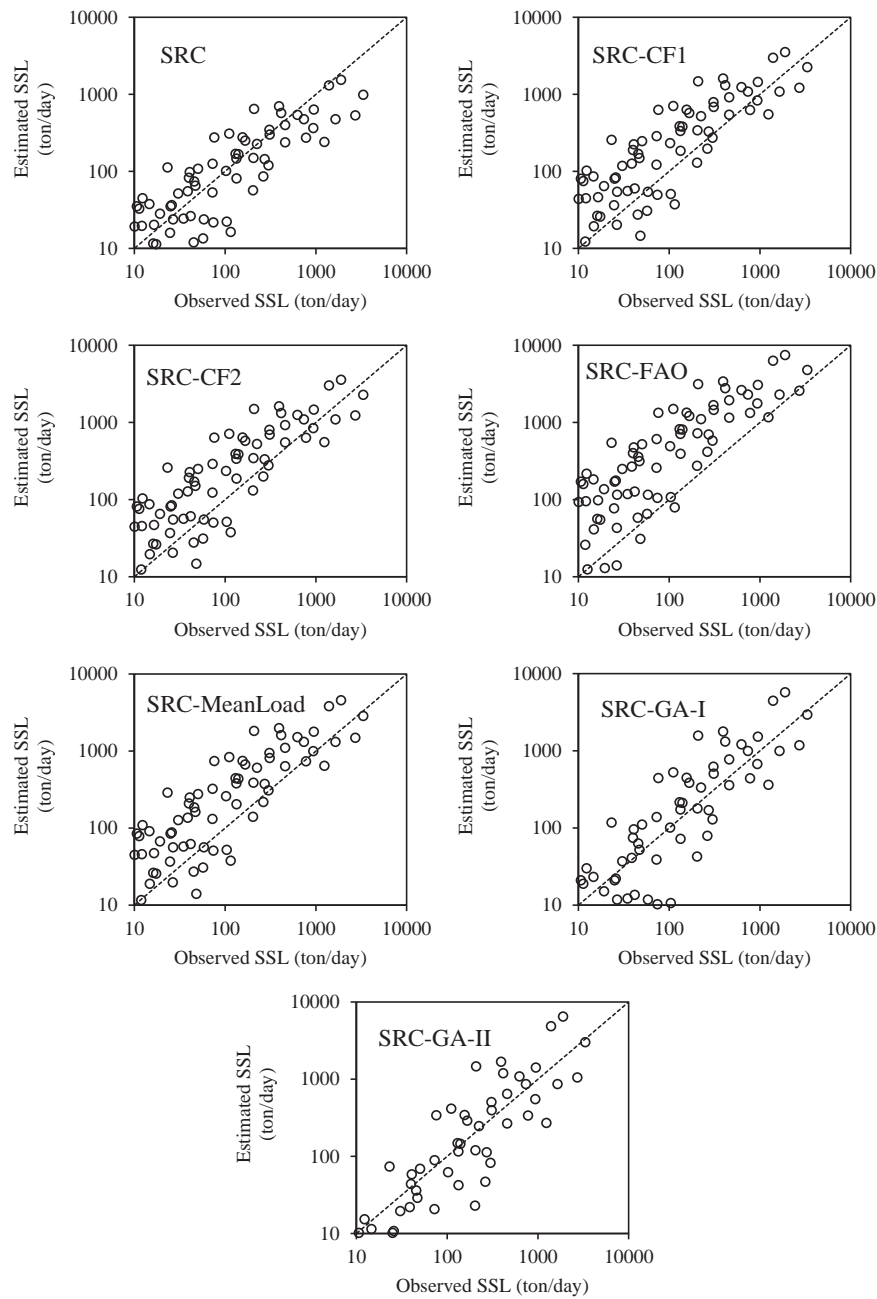 10000
1000
100
10
Estimated SSL
(ton/day)
SRC
10 100 1000 10000
Observed SSL (ton/day)
10000
1000
100
10
Estimated SSL
(ton/day)
SRC-CF1
10 100 1000 10000
Observed SSL (ton/day)
10000
1000
100
10
Estimated SSL
(ton/day)
SRC-CF2
10 100 1000 10000
Observed SSL (ton/day)
10000
1000
100
10
Estimated SSL
(ton/day)
SRC-FAO
10 100 1000 10000
Observed SSL (ton/day)
10000
1000
100
10
Estimated SSL
(ton/day)
SRC-MeanLoad
10 100 1000 10000
Observed SSL (ton/day)
10000
1000
100
10
Estimated SSL
(ton/day)
SRC-GA-I
10 100 1000 10000
Observed SSL (ton/day)
10000
1000
100
10
Estimated SSL
(ton/day)
SRC-GA-II
10 100 1000 10000
Observed SSL (ton/day)